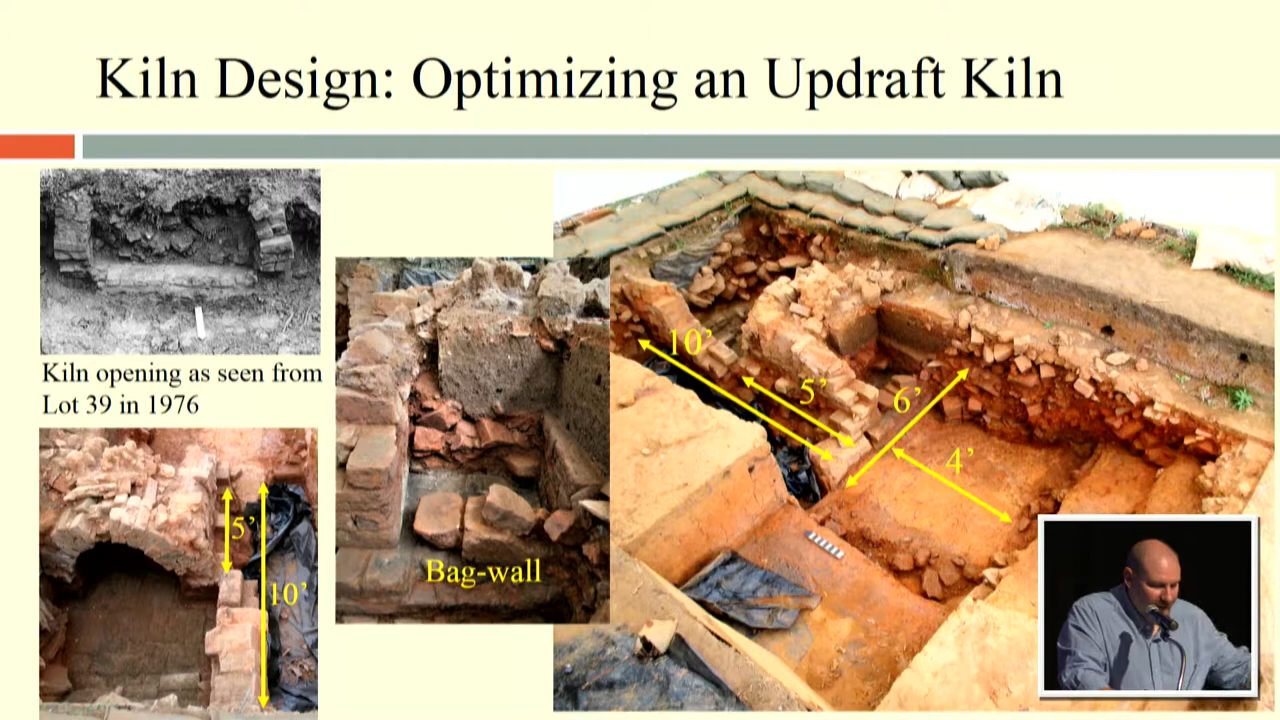 Kiln Design: Optimizing an Updraft Kiln
Kiln opening as seen from
Lot 39 in 1976
5’
10’
Bag-wall
10’
5’
6’
4’